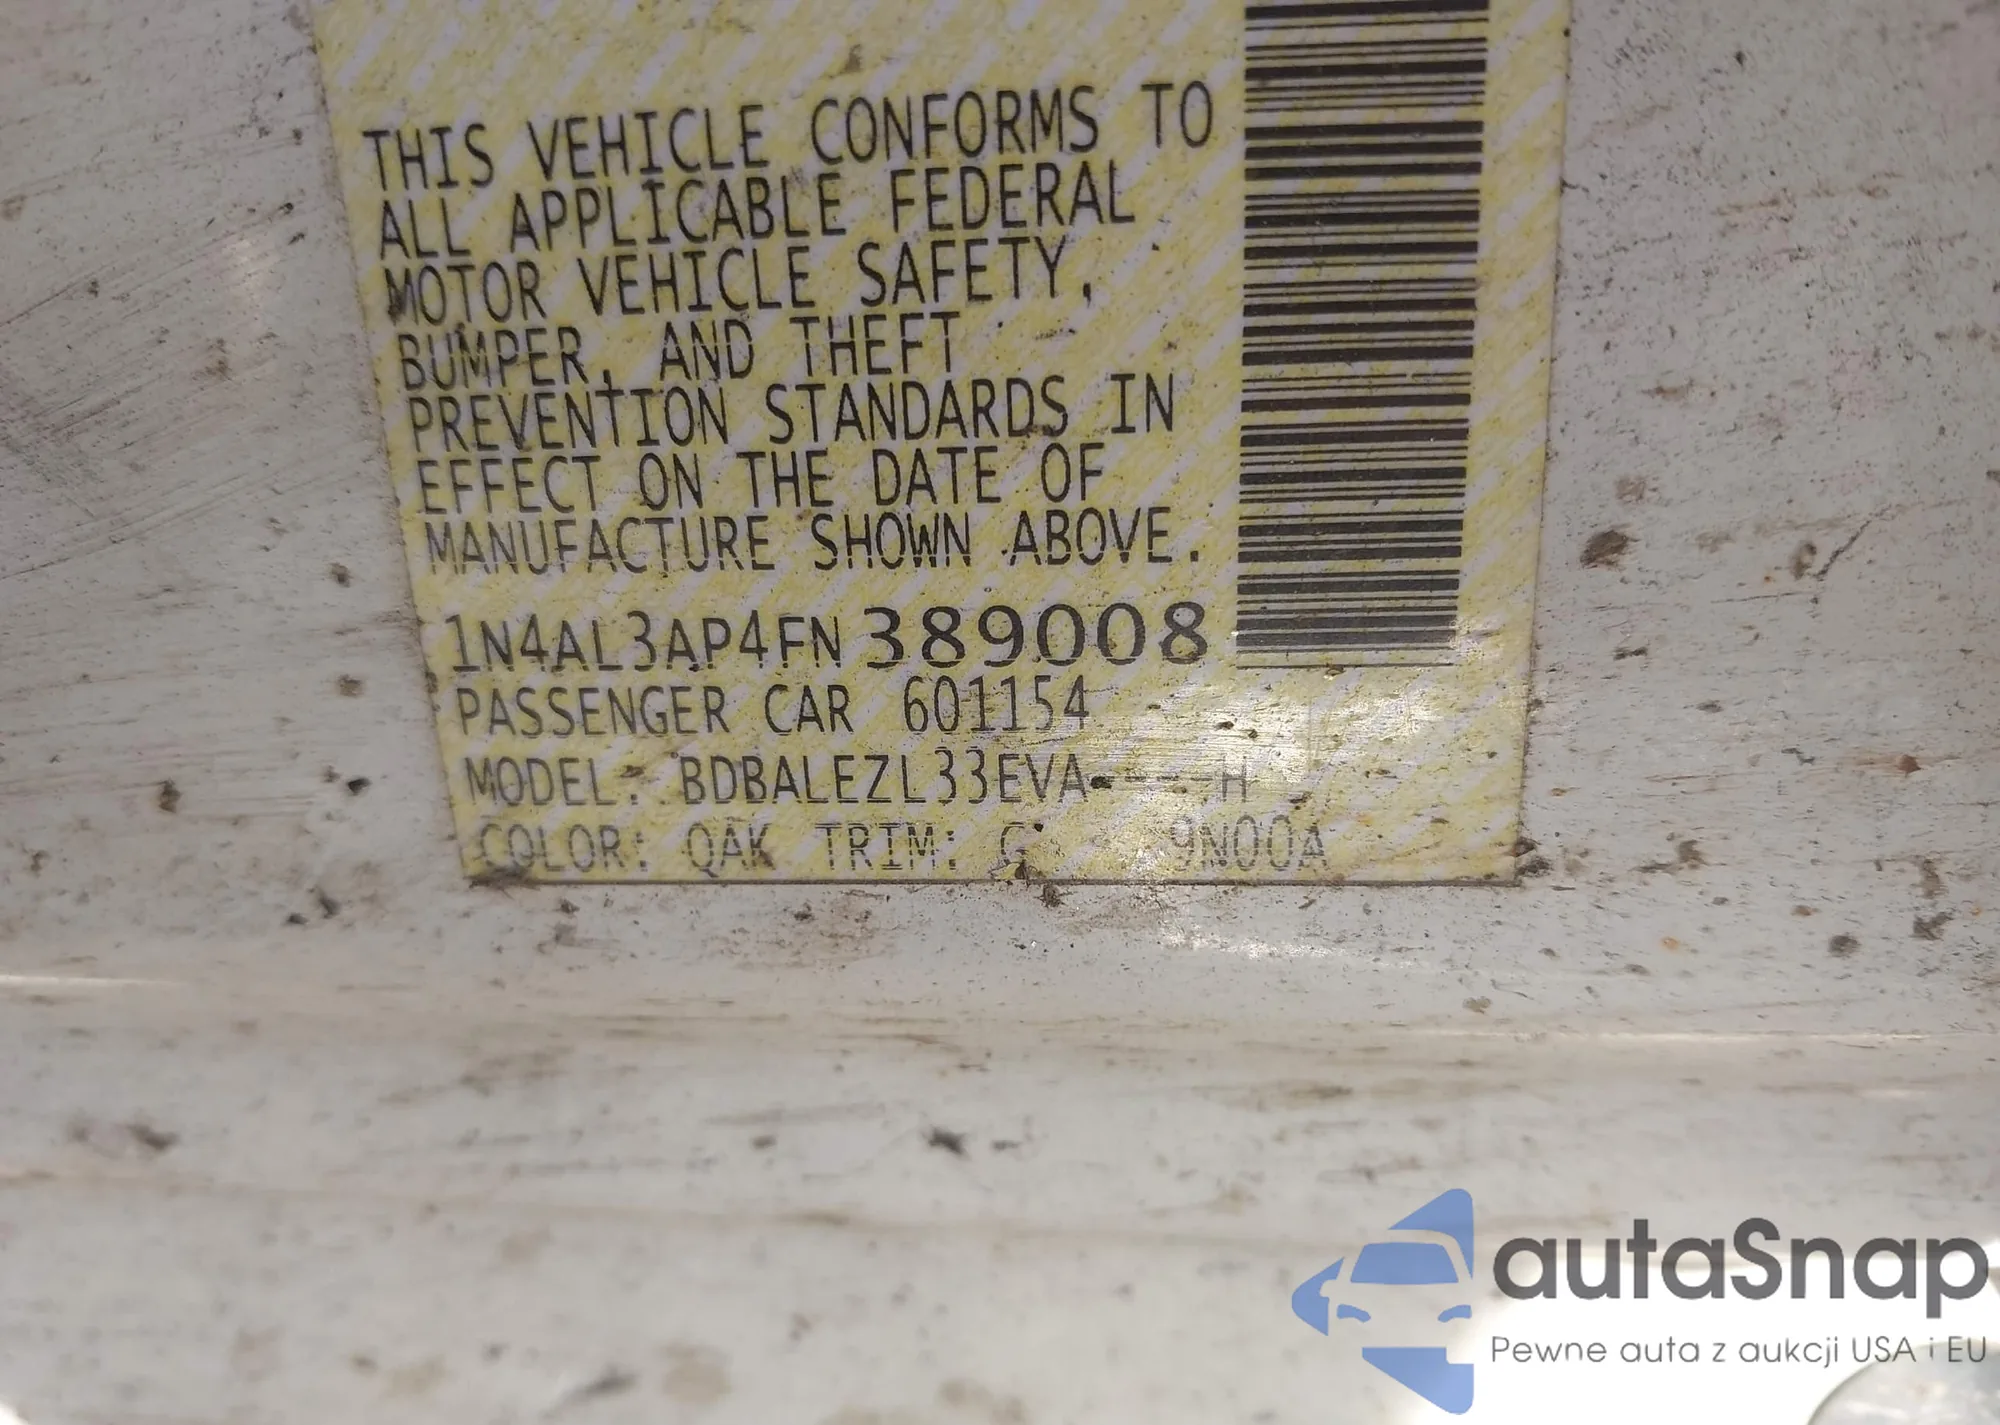 THIS VEHICLE CONFORMS TO
ALL APPLICABLE FEDERAL
MOTOR VEHICLE SAFETY,
BUMPER, AND THEFT
PREVENTION STANDARDS IN
EFFECT ON THE DATE OF
MANUFACTURE SHOWN ABOVE.
1N4AL3AP4FN389008
PASSENGER CAR 601154
MODEL: BDBALEZL33EVA----H
COLOR: QAK TRIM: G 9N00A
autaSnap
Pewne auta z aukcji USA i EU